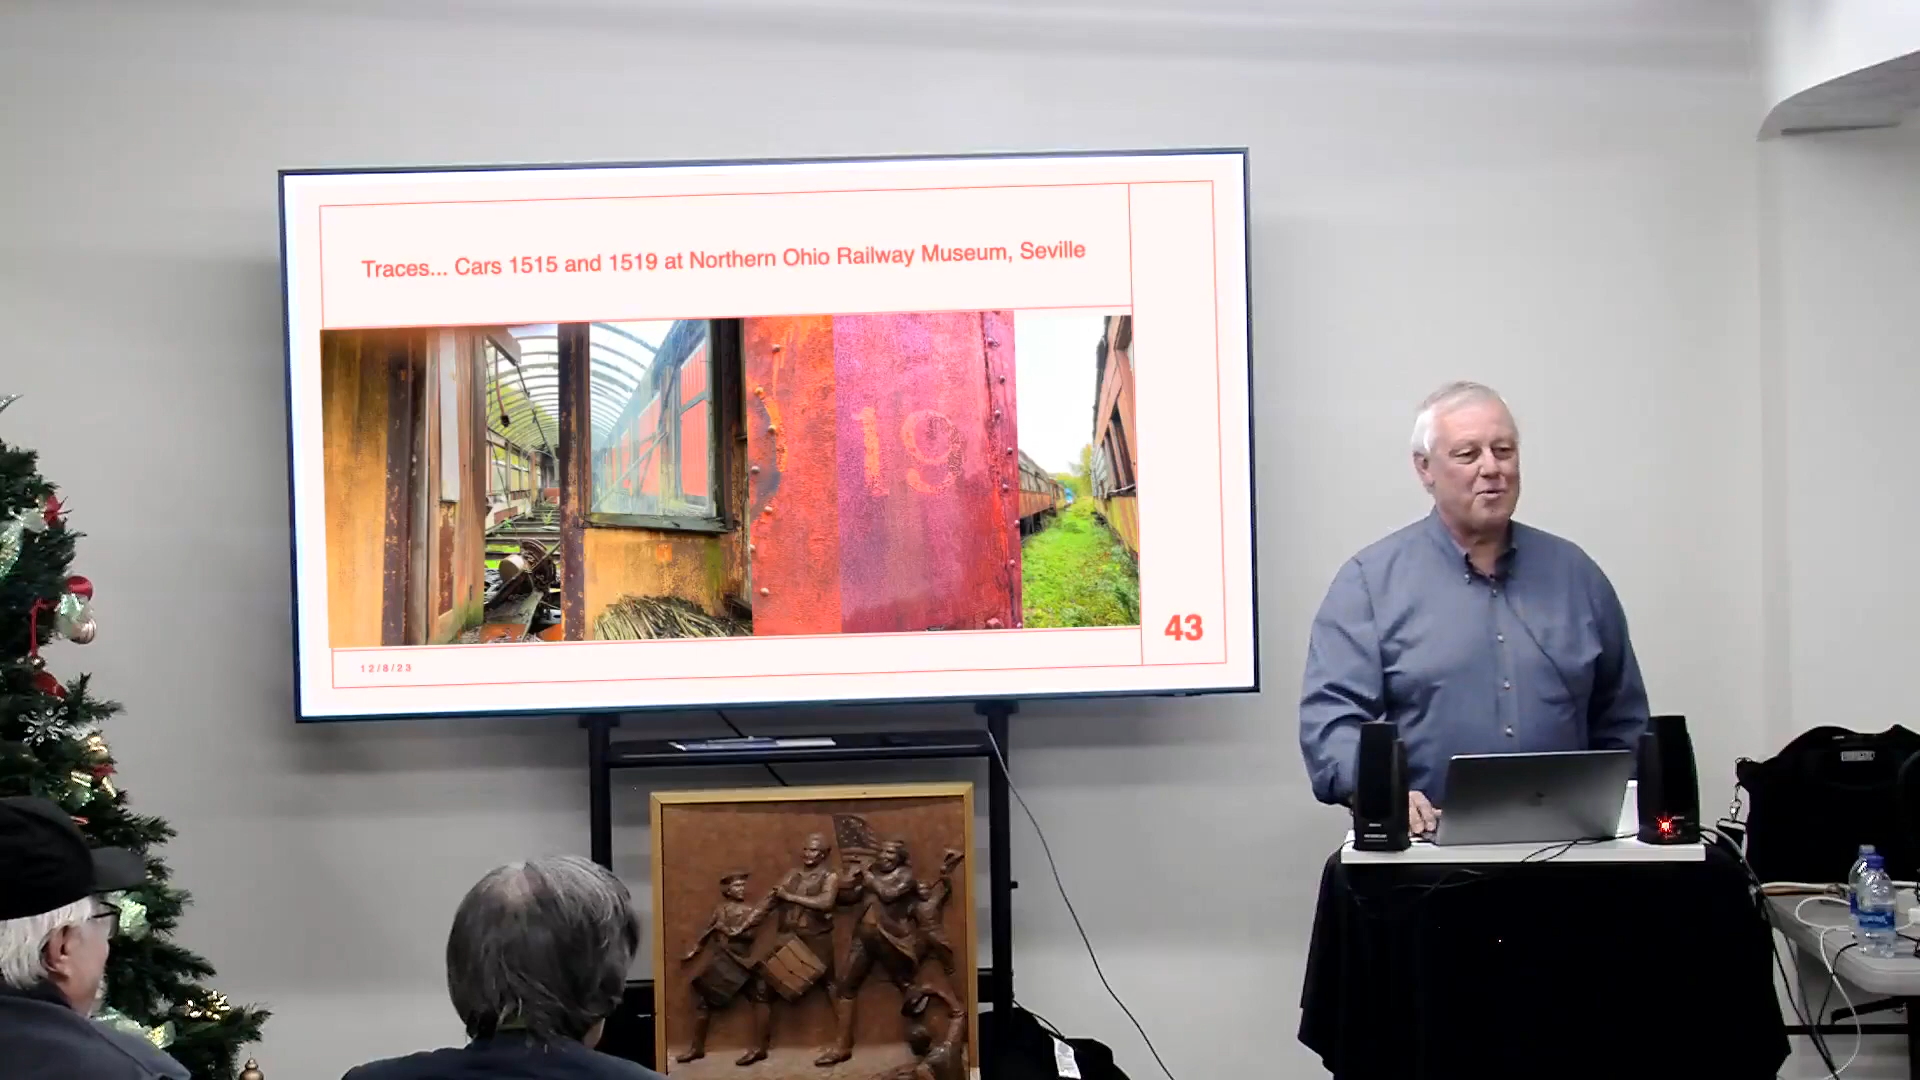 Traces... Cars 1515 and 1519 at Northern Ohio Railway Museum, Seville
19
43
12/8/23